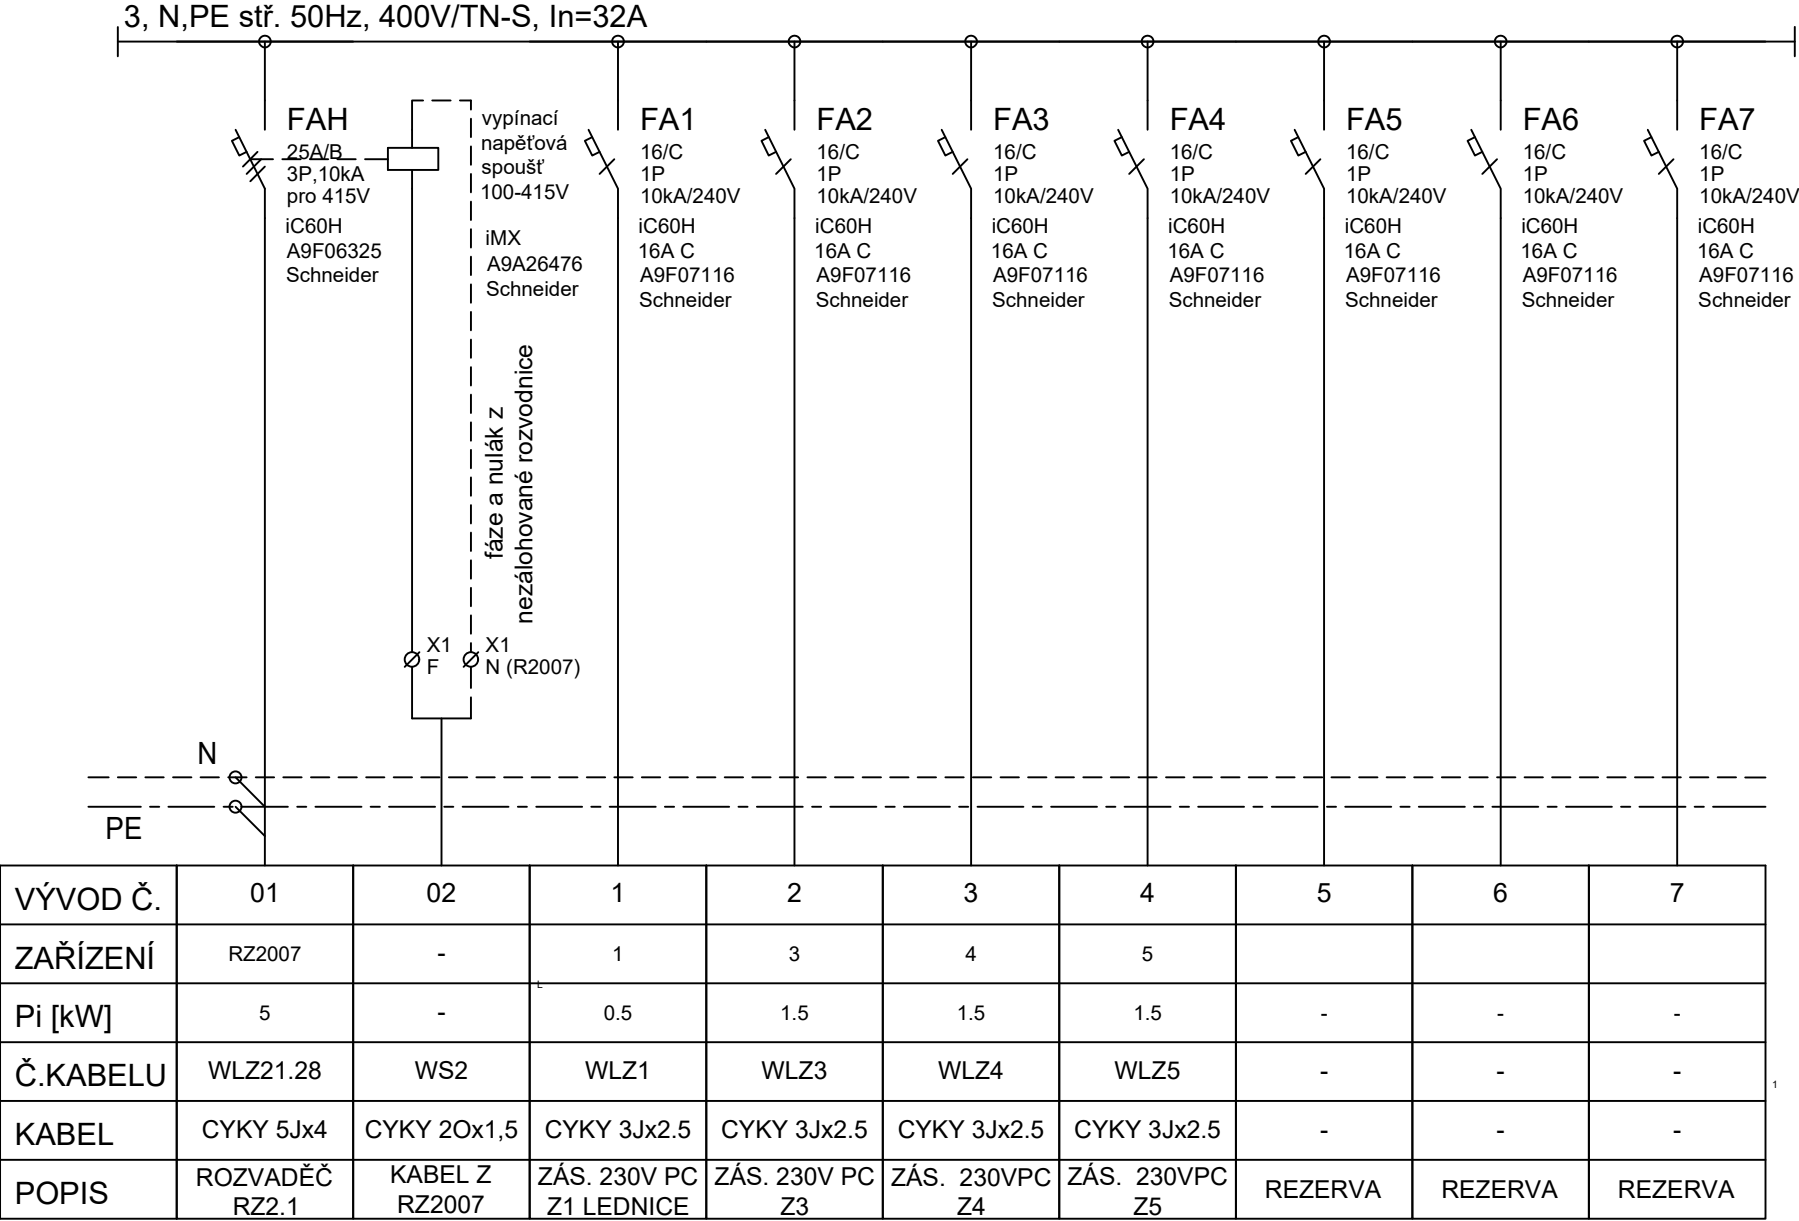 3, N,PE stř. 50Hz, 400V/TN-S, In=32A
FAH
25A/B
3P,10kA
pro 415V
iC60H
A9F06325
Schneider
vypínací
napěťová
spoušť
100-415V
iMX
A9A26476
Schneider
fáze a nulák z
nezálohované rozvodnice
X1
F
X1
N (R2007)
FA1
16/C
1P
10kA/240V
iC60H
16A C
A9F07116
Schneider
FA2
16/C
1P
10kA/240V
iC60H
16A C
A9F07116
Schneider
FA3
16/C
1P
10kA/240V
iC60H
16A C
A9F07116
Schneider
FA4
16/C
1P
10kA/240V
iC60H
16A C
A9F07116
Schneider
FA5
16/C
1P
10kA/240V
iC60H
16A C
A9F07116
Schneider
FA6
16/C
1P
10kA/240V
iC60H
16A C
A9F07116
Schneider
FA7
16/C
1P
10kA/240V
iC60H
16A C
A9F07116
Schneider
N
PE
VÝVOD Č. 01 02 1 2 3 4 5 6 7
ZAŘÍZENÍ RZ2007 - 1 3 4 5
L
Pi [kW] 5 - 0.5 1.5 1.5 1.5 - - -
Č.KABELU WLZ21.28 WS2 WLZ1 WLZ3 WLZ4 WLZ5 - - -
1
KABEL CYKY 5Jx4 CYKY 2Ox1,5 CYKY 3Jx2.5 CYKY 3Jx2.5 CYKY 3Jx2.5 CYKY 3Jx2.5 - - -
POPIS
ROZVADĚČ
RZ2.1
KABEL Z
RZ2007
ZÁS. 230V PC
Z1 LEDNICE
ZÁS. 230V PC
Z3
ZÁS. 230VPC
Z4
ZÁS. 230VPC
Z5
REZERVA
REZERVA
REZERVA